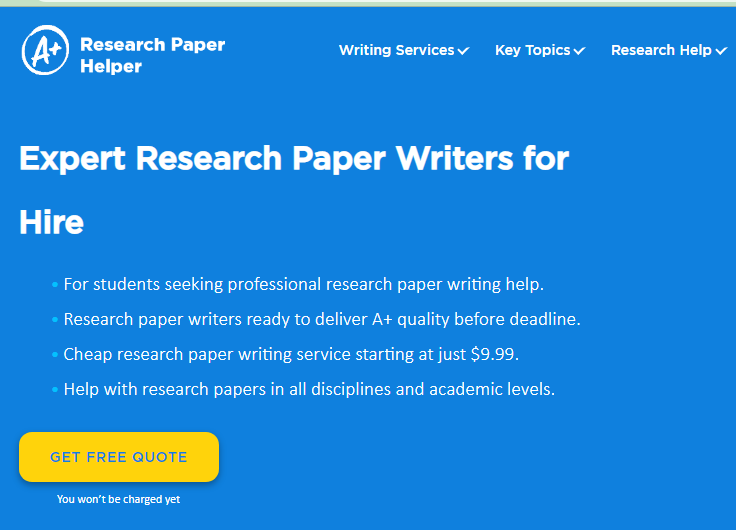 A+
Research Paper
Helper
Writing Services
Key Topics
Research Help
Expert Research Paper Writers for
Hire
For students seeking professional research paper writing help.
Research paper writers ready to deliver A+ quality before deadline.
Cheap research paper writing service starting at just $9.99.
Help with research papers in all disciplines and academic levels.
GET FREE QUOTE
You won't be charged yet